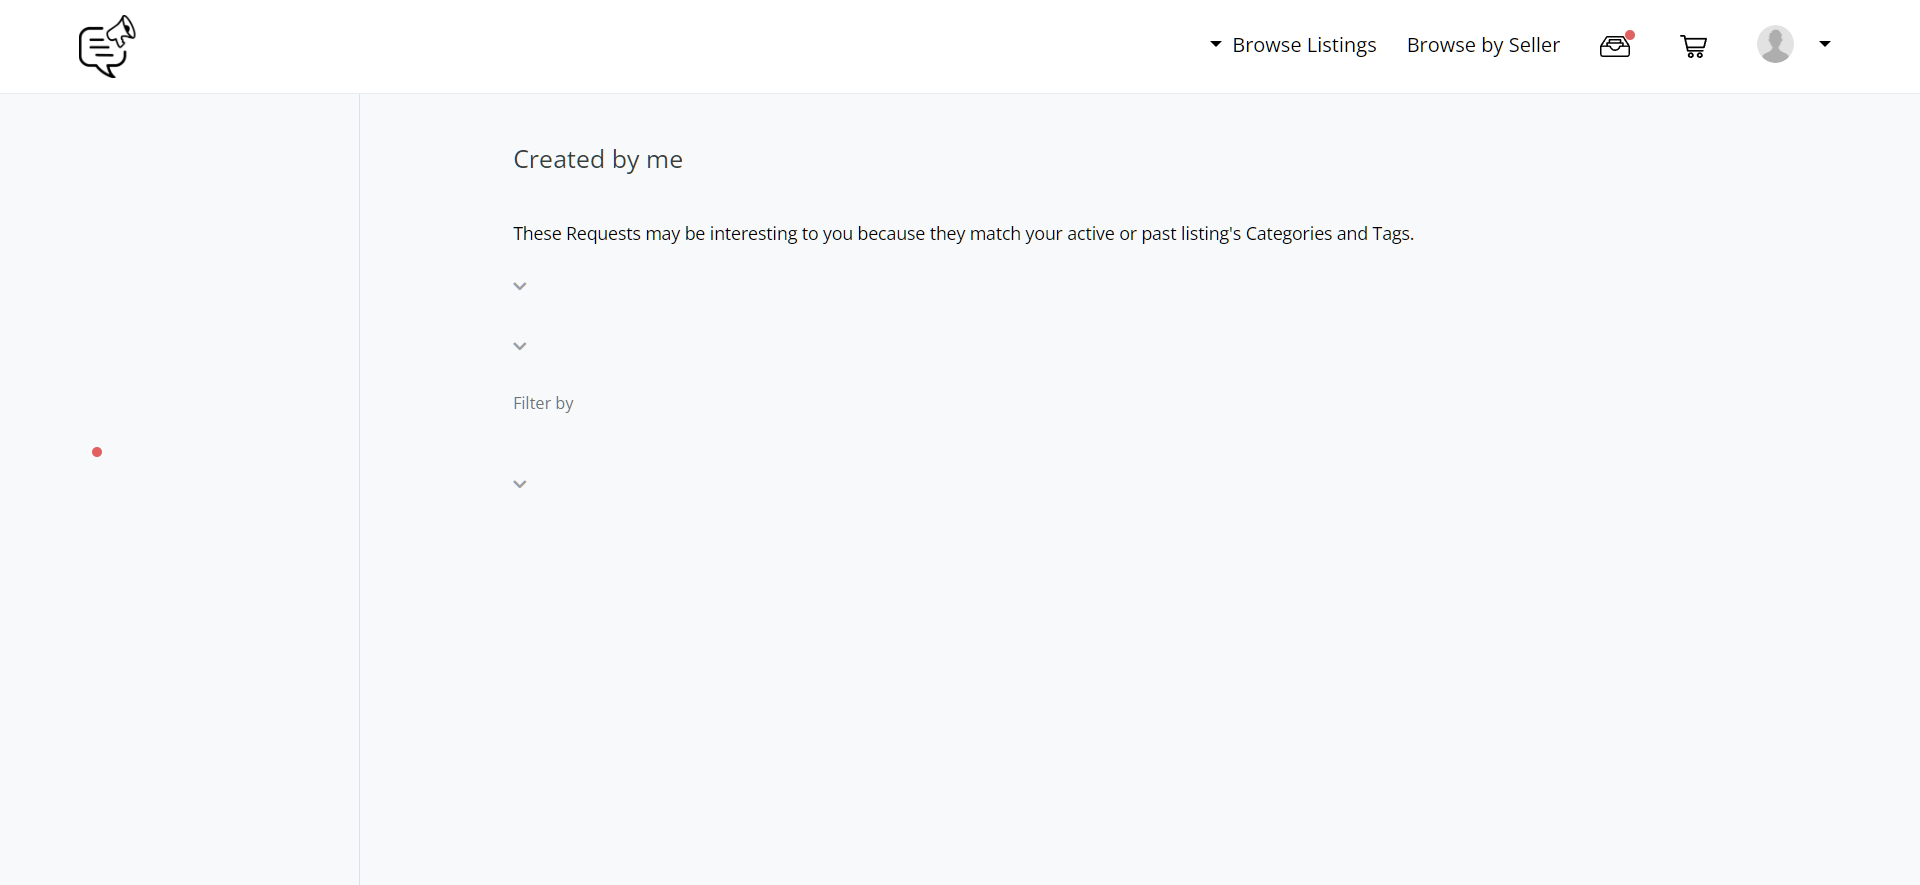 Browse Listings
Browse by Seller
Created by me
These Requests may be interesting to you because they match your active or past listing's Categories and Tags.
Filter by